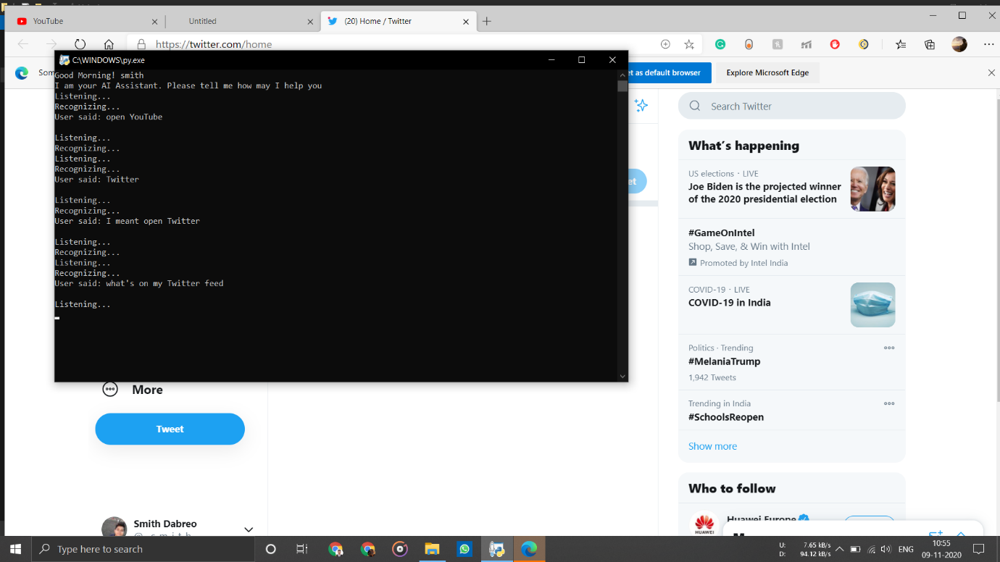 YouTube
Untitled
(20) Home / Twitter
https://twitter.com/home
C:\WINDOWS\py.exe
Som
et as default browser
Explore Microsoft Edge
Good Morning! smith
I am your AI Assistant. Please tell me how may I help you
Listening...
Recognizing...
User said: open YouTube
Listening...
Recognizing...
Listening...
Recognizing...
User said: Twitter
Listening...
Recognizing...
User said: I meant open Twitter
Listening...
Recognizing...
Listening...
Recognizing...
User said: what's on my Twitter feed
Listening...
et
More
Tweet
Smith Dabreo
Search Twitter
What's happening
US elections · LIVE
Joe Biden is the projected winner
of the 2020 presidential election
#GameOnIntel
Shop, Save, & Win with Intel
Promoted by Intel India
COVID-19 · LIVE
COVID-19 in India
Politics · Trending
#MelaniaTrump
1,942 Tweets
Trending in India
#SchoolsReopen
Show more
Who to follow
HUAWEI
Huawei Europe
Type here to search
U: 7.65 kB/s
D: 94.12 kB/s
ENG
10:55
09-11-2020